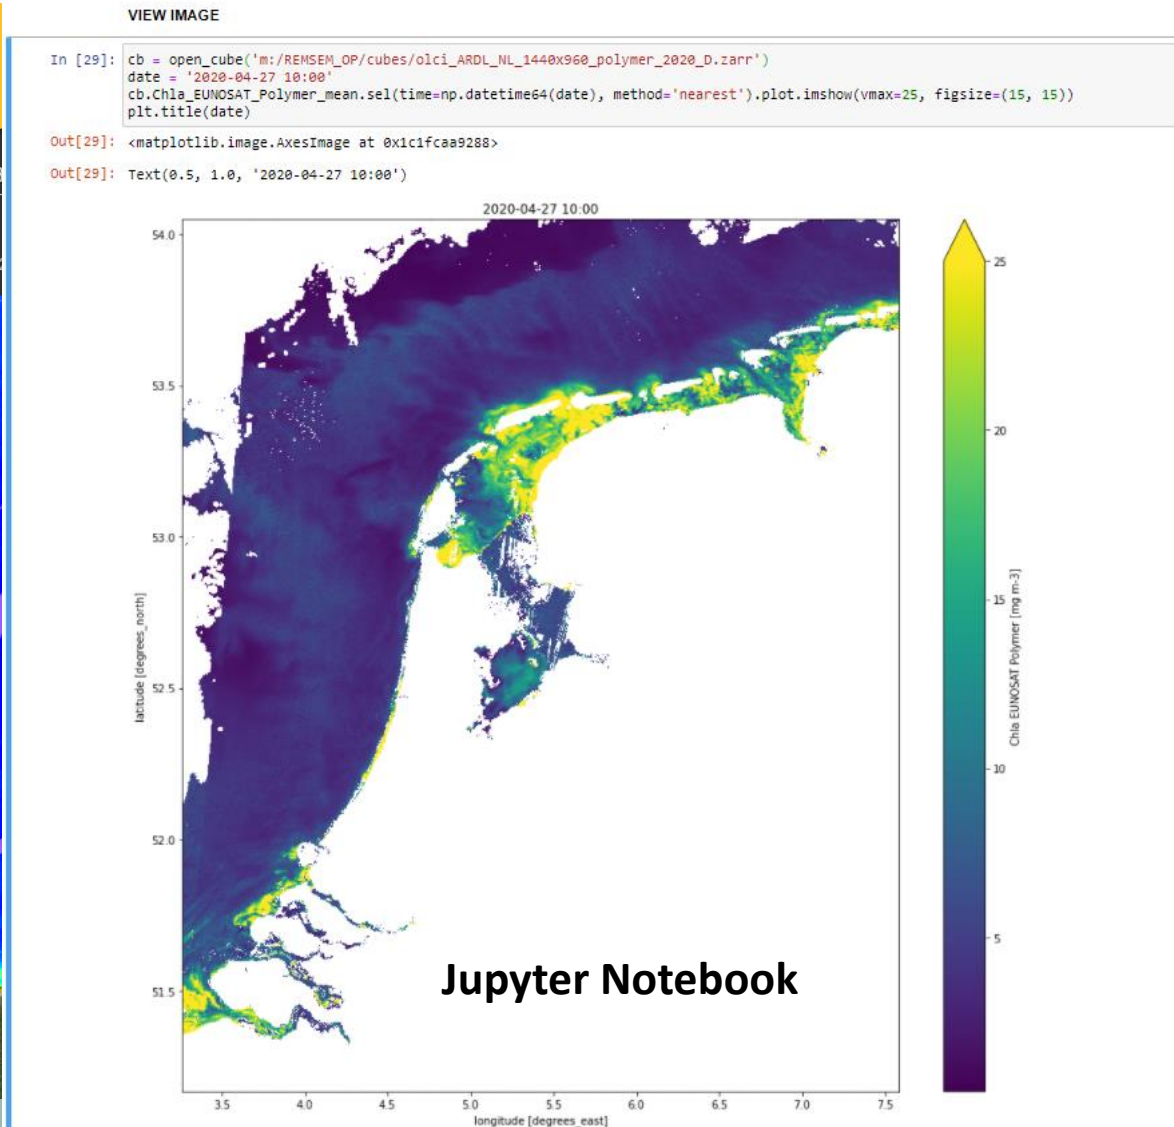 VIEW IMAGE
In [29]: cb = open_cube('m:/REMSEM_OP/cubes/olci_ARDL_NL_1440x960_polymer_2020_D.zarr')
date = '2020-04-27 10:00'
cb.Chla_EUNOSAT_Polymer_mean.sel(time=np.datetime64(date), method='nearest').plot.imshow(vmax=25, figsize=(15, 15))
plt.title(date)
Out[29]: <matplotlib.image.AxesImage at 0x1c1fcaa9288>
Out[29]: Text(0.5, 1.0, '2020-04-27 10:00')
2020-04-27 10:00
54.0
53.5
53.0
52.5
52.0
51.5
latitude [degrees_north]
3.5 4.0 4.5 5.0 5.5 6.0 6.5 7.0 7.5
longitude [degrees_east]
25
20
15
10
5
Chla EUNOSAT Polymer [mg m-3]
Jupyter Notebook